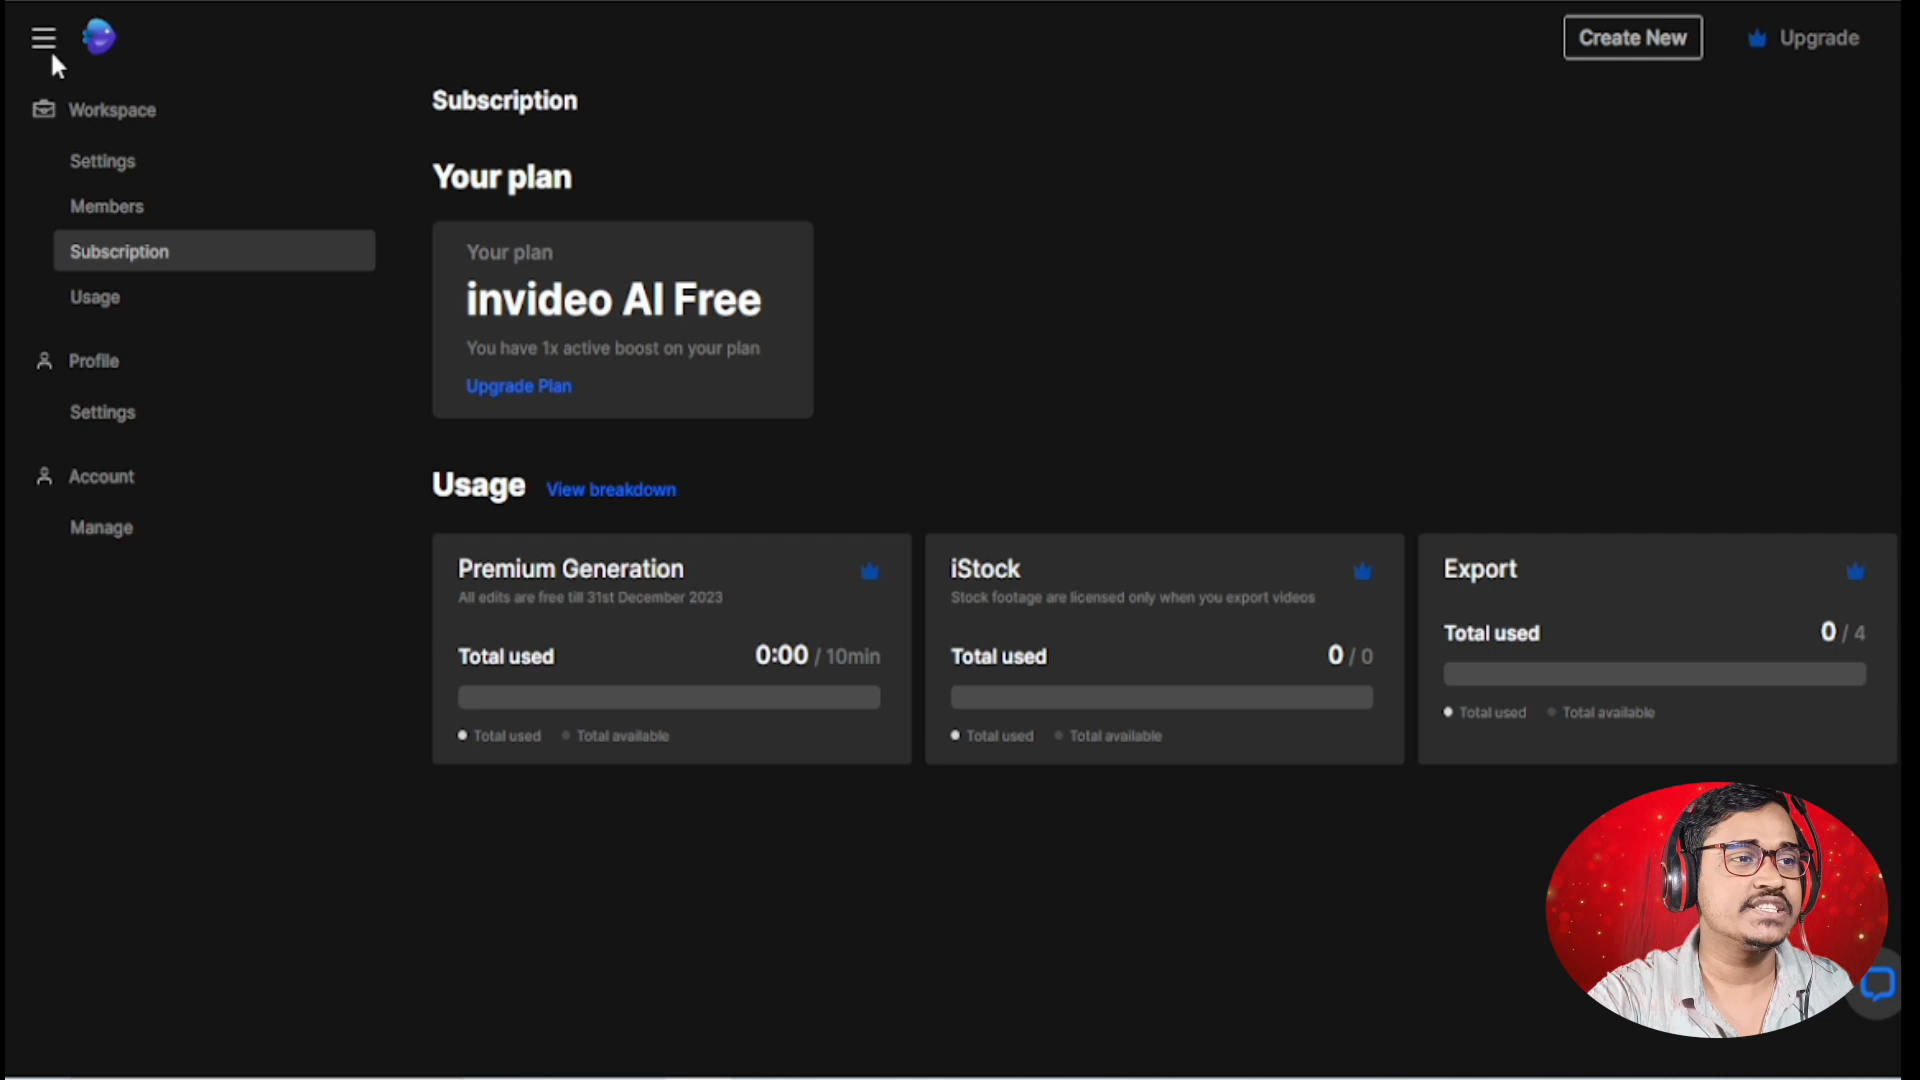 Create New
Upgrade
Workspace
Settings
Members
Subscription
Usage
Profile
Settings
Account
Manage
Subscription
Your plan
Your plan
invideo AI Free
You have 1x active boost on your plan
Upgrade Plan
Usage View breakdown
Premium Generation
All edits are free till 31st December 2023
Total used 0:00 / 10min
Total used Total available
iStock
Stock footage are licensed only when you export videos
Total used 0 / 0
Total used Total available
Export
Total used 0 / 4
Total used Total available